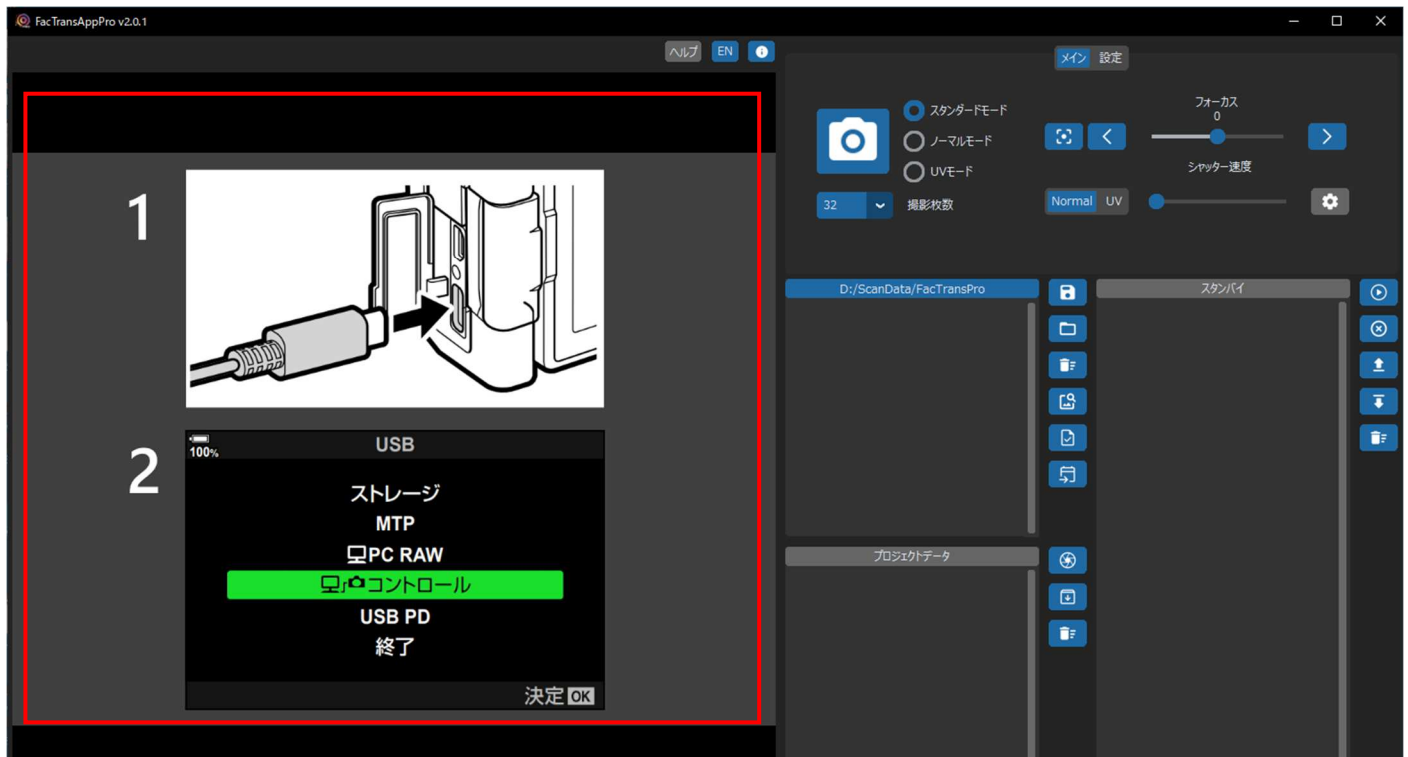 FacTransAppPro v2.0.1
ヘルプ EN
メイン 設定
スタンダードモード
ノーマルモード
UVモード
フォーカス
0
シャッター速度
32 撮影枚数
Normal UV
1
2
100%
USB
ストレージ
MTP
PC RAW
コントロール
USB PD
終了
決定 OK
D:/ScanData/FacTransPro
スタンバイ
プロジェクトデータ